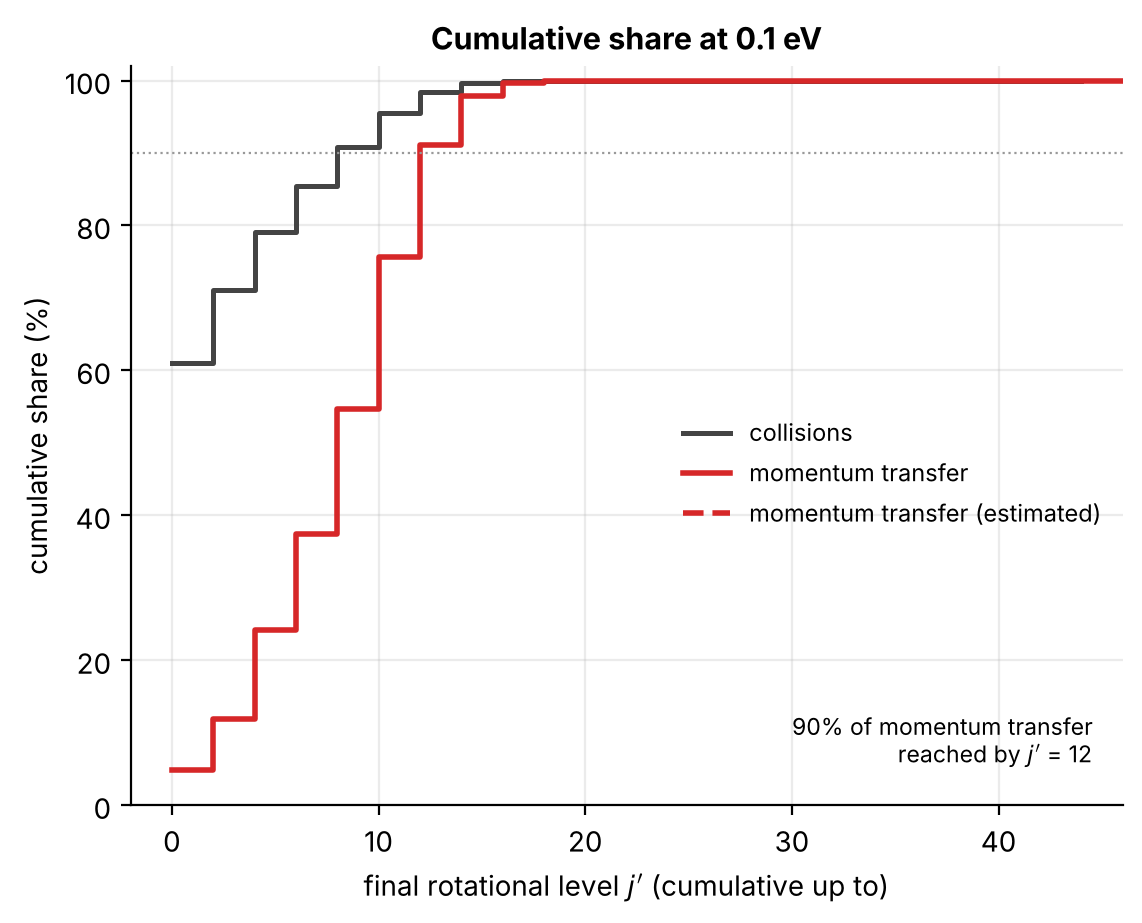 Cumulative share at 0.1 eV
cumulative share (%)
100
80
60
40
20
0
collisions
momentum transfer
momentum transfer (estimated)
90% of momentum transfer
reached by j′ = 12
0 10 20 30 40
final rotational level j′ (cumulative up to)